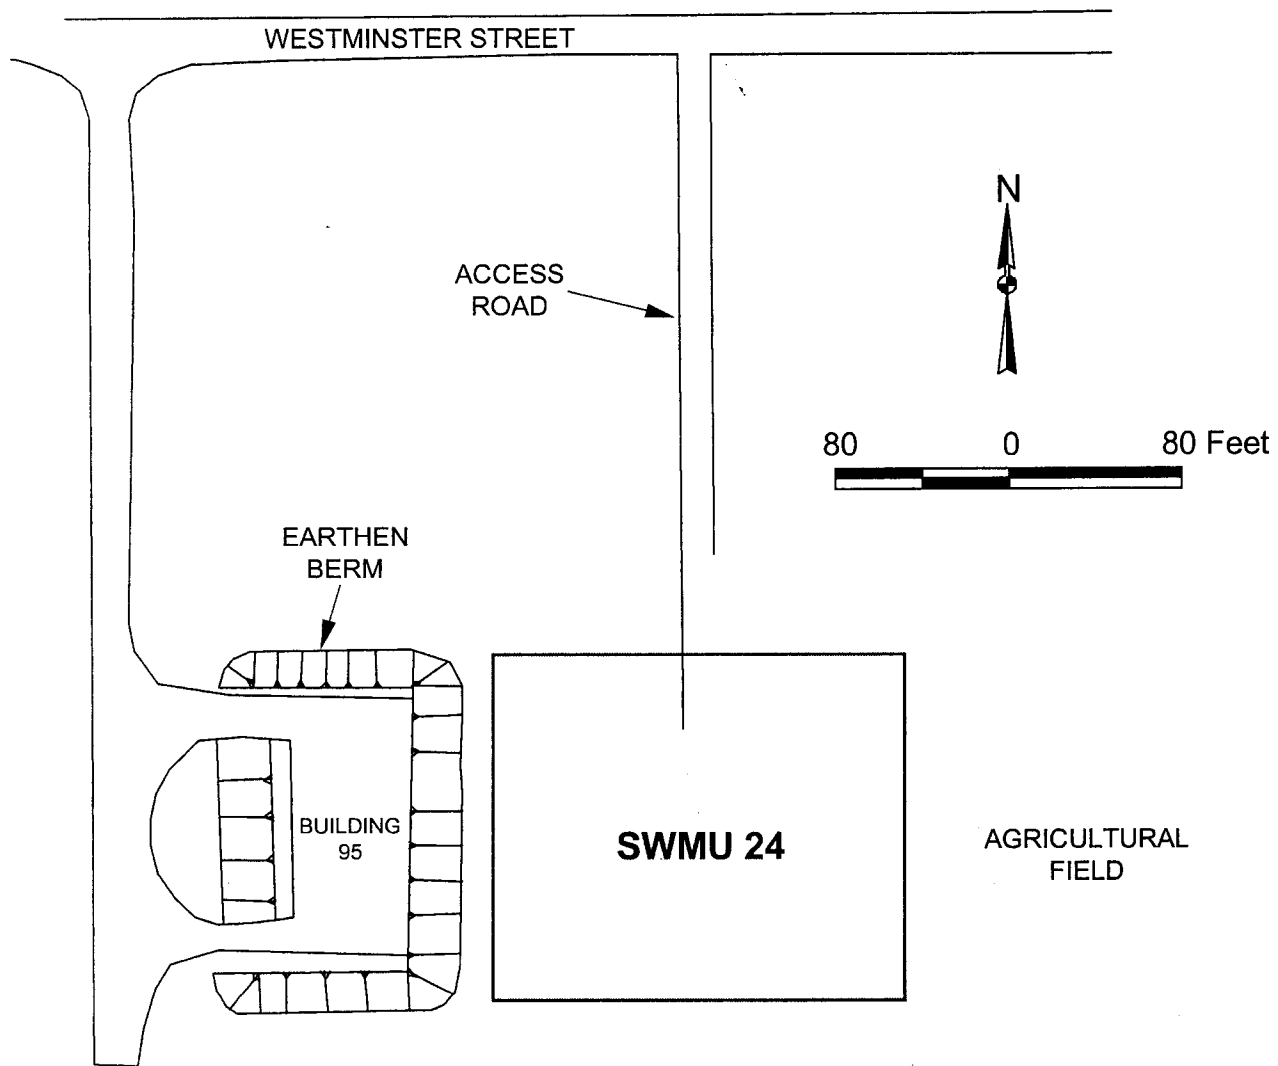 WESTMINSTER STREET
N
ACCESS
ROAD
80 0 80 Feet
EARTHEN
BERM
BUILDING
95
SWMU 24
AGRICULTURAL
FIELD